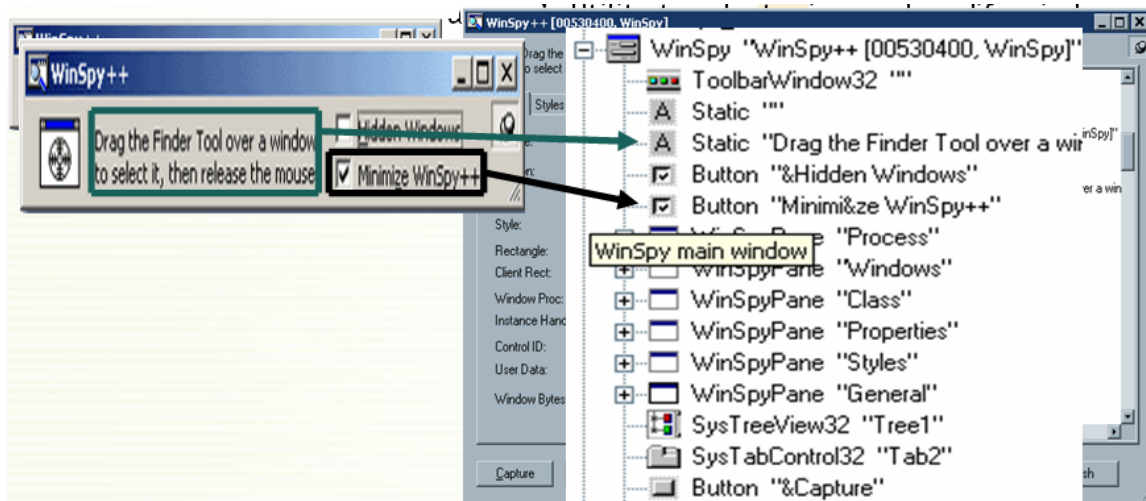 WinSpy++ [00530400, WinSpy]
WinSpy++
Drag the Finder Tool over a window
to select it, then release the mouse
Hidden Windows
Minimize WinSpy++
Drag the
o select
Styles
Style:
Rectangle:
Client Rect:
Window Proc:
Instance Hand
Control ID:
User Data:
Window Bytes
Capture
WinSpy "WinSpy++ [00530400, WinSpy]"
ToolbarWindow32 ""
Static ""
Static "Drag the Finder Tool over a wir
Button "&Hidden Windows"
Button "Minimi&ze WinSpy++"
WinSpyPane "Process"
WinSpy main window
WinSpyPane "Windows"
WinSpyPane "Class"
WinSpyPane "Properties"
WinSpyPane "Styles"
WinSpyPane "General"
SysTreeView32 "Tree1"
SysTabControl32 "Tab2"
Button "&Capture"
inSpy]"
er a win
sh